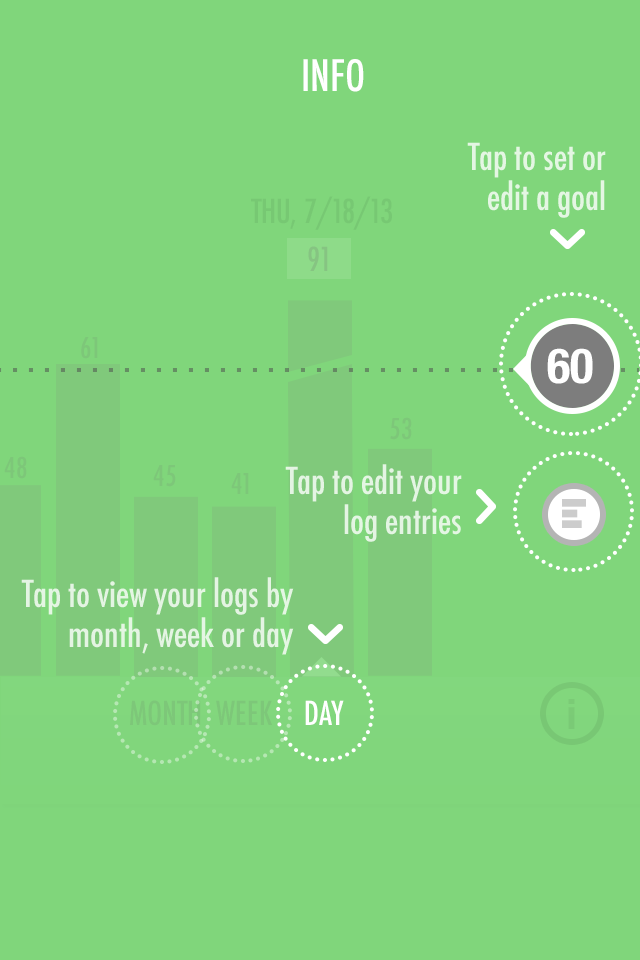 INFO
Tap to set or
edit a goal
THU, 7/18/13
91
61
60
53
48
45
41
Tap to edit your
log entries
Tap to view your logs by
month, week or day
MONTH
WEEK
DAY
i